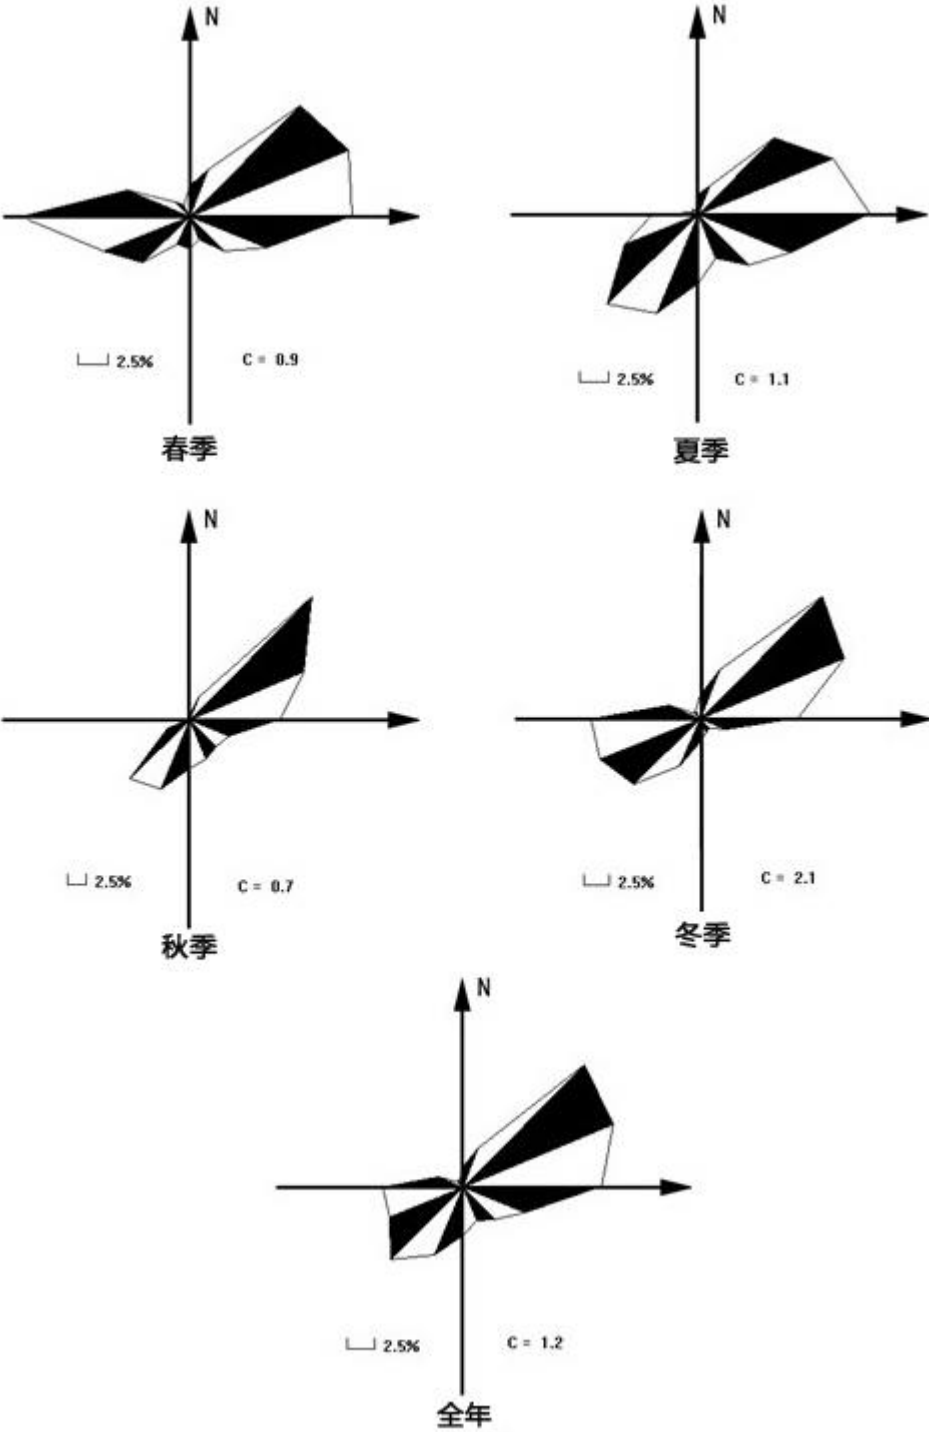 N
N
2.5% C = 0.9
2.5% C = 1.1
春季
夏季
N
N
2.5% C = 0.7
2.5% C = 2.1
秋季
冬季
N
2.5% C = 1.2
全年